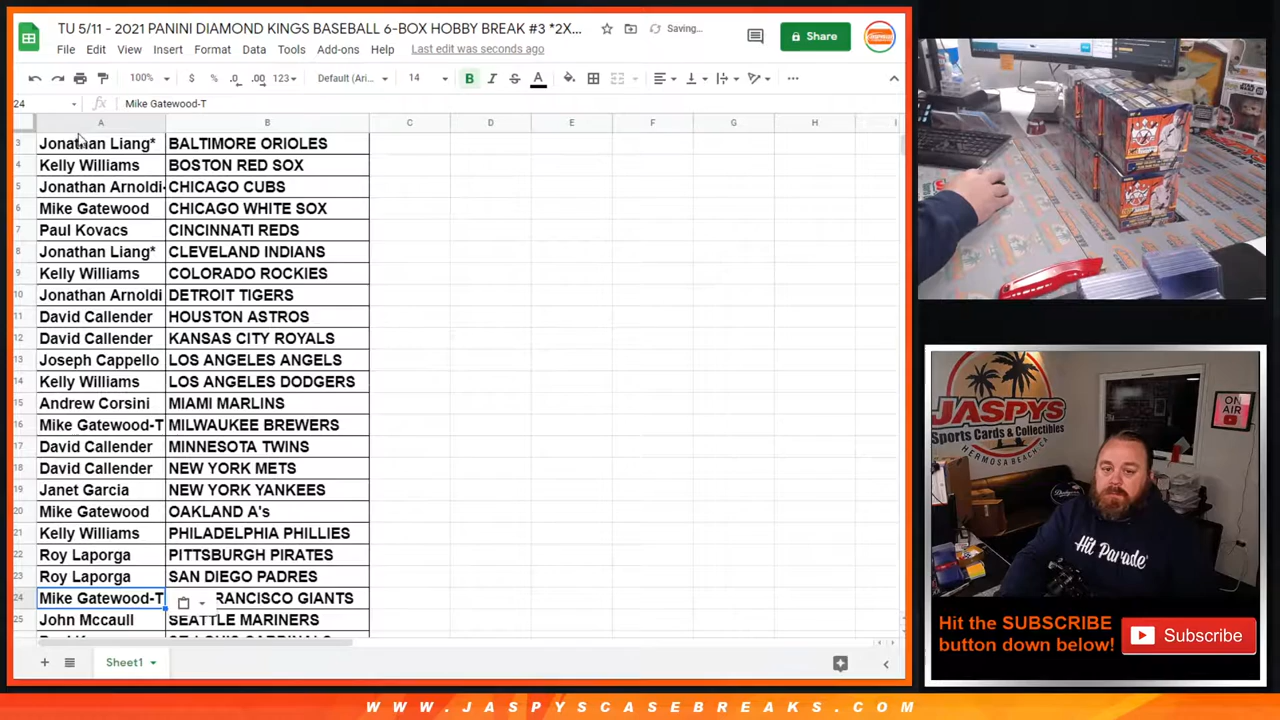 TU 5/11 - 2021 PANINI DIAMOND KINGS BASEBALL 6-BOX HOBBY BREAK #3 *2X...
Saving...
File Edit View Insert Format Data Tools Add-ons Help Last edit was seconds ago
Share
100% $ % .0 .00 123 Default (Ari... 14 B I S A
24 fx Mike Gatewood-T
A B C D E F G H
3 Jonathan Liang* BALTIMORE ORIOLES
4 Kelly Williams BOSTON RED SOX
5 Jonathan Arnoldi- CHICAGO CUBS
6 Mike Gatewood CHICAGO WHITE SOX
7 Paul Kovacs CINCINNATI REDS
8 Jonathan Liang* CLEVELAND INDIANS
9 Kelly Williams COLORADO ROCKIES
10 Jonathan Arnoldi DETROIT TIGERS
11 David Callender HOUSTON ASTROS
12 David Callender KANSAS CITY ROYALS
13 Joseph Cappello LOS ANGELES ANGELS
14 Kelly Williams LOS ANGELES DODGERS
15 Andrew Corsini MIAMI MARLINS
16 Mike Gatewood-T MILWAUKEE BREWERS
17 David Callender MINNESOTA TWINS
18 David Callender NEW YORK METS
19 Janet Garcia NEW YORK YANKEES
20 Mike Gatewood OAKLAND A's
21 Kelly Williams PHILADELPHIA PHILLIES
22 Roy Laporga PITTSBURGH PIRATES
23 Roy Laporga SAN DIEGO PADRES
24 Mike Gatewood-T RANCISCO GIANTS
25 John Mccaull SEATTLE MARINERS
Sheet1
JASPYS
Sports Cards & Collectibles
HERMOSA BEACH CA
ON AIR
Dodgers
Hit Parade
Hit the SUBSCRIBE
button down below!
Subscribe
WWW.JASPYSCASEBREAKS.COM